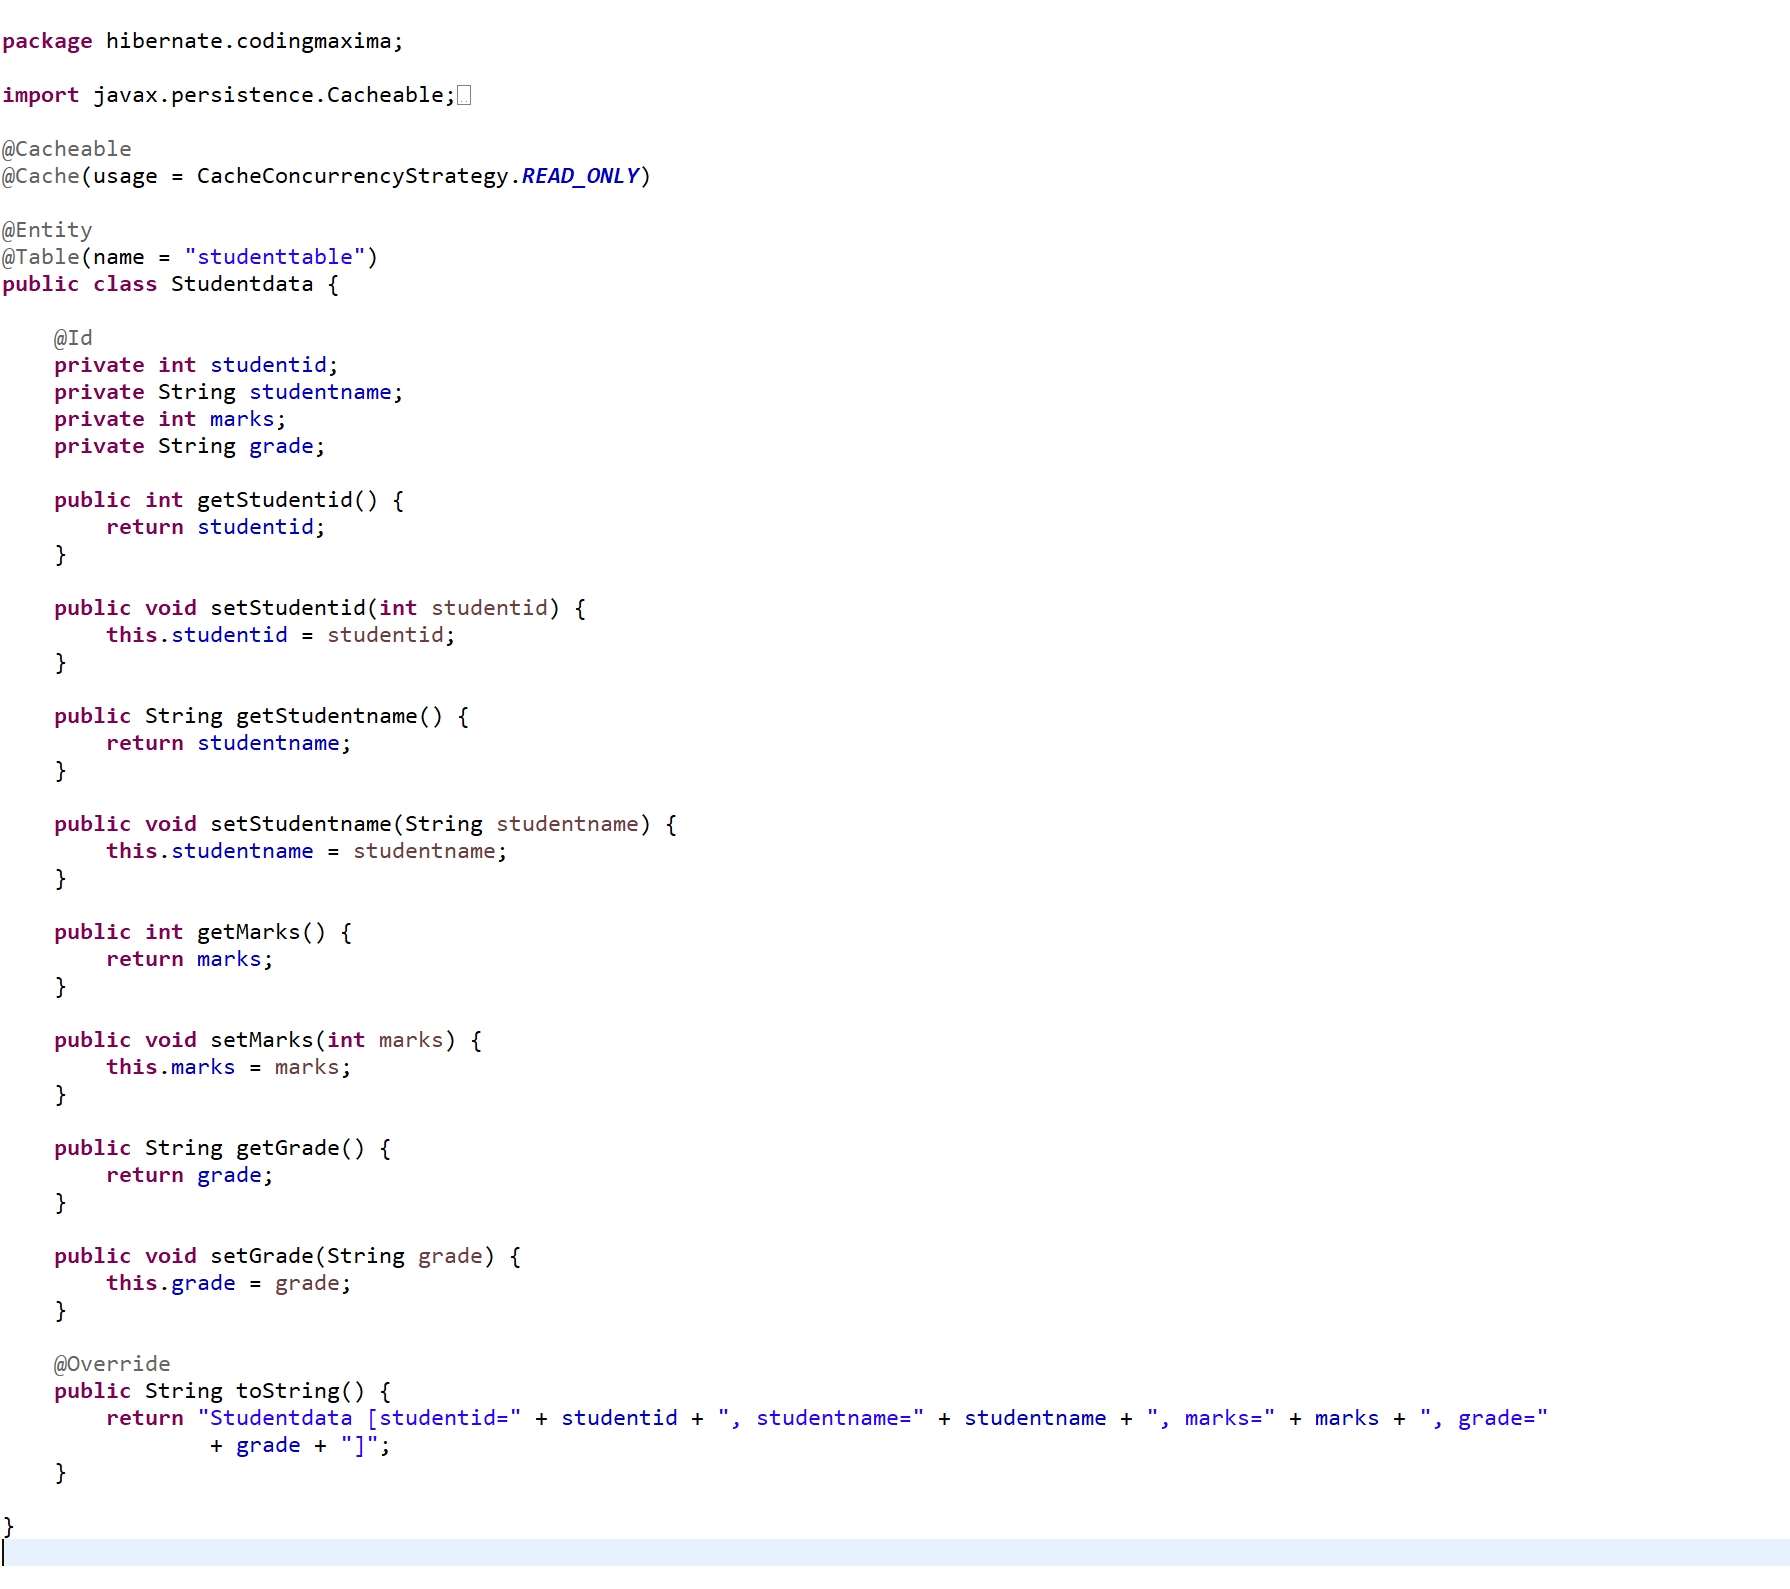 package hibernate.codingmaxima;
import javax.persistence.Cacheable;
@Cacheable
@Cache(usage = CacheConcurrencyStrategy.READ_ONLY)
@Entity
@Table(name = "studenttable")
public class Studentdata {
    @Id
    private int studentid;
    private String studentname;
    private int marks;
    private String grade;
    public int getStudentid() {
        return studentid;
    }
    public void setStudentid(int studentid) {
        this.studentid = studentid;
    }
    public String getStudentname() {
        return studentname;
    }
    public void setStudentname(String studentname) {
        this.studentname = studentname;
    }
    public int getMarks() {
        return marks;
    }
    public void setMarks(int marks) {
        this.marks = marks;
    }
    public String getGrade() {
        return grade;
    }
    public void setGrade(String grade) {
        this.grade = grade;
    }
    @Override
    public String toString() {
        return "Studentdata [studentid=" + studentid + ", studentname=" + studentname + ", marks=" + marks + ", grade="
                + grade + "]";
    }
}